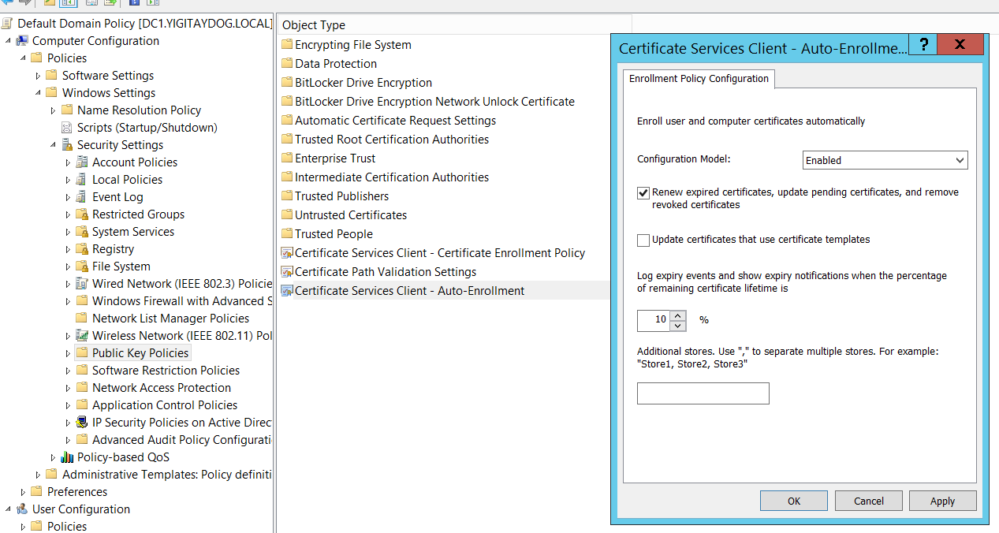 Default Domain Policy [DC1.YIGITAYDOG.LOCAL]
Computer Configuration
Policies
Software Settings
Windows Settings
Name Resolution Policy
Scripts (Startup/Shutdown)
Security Settings
Account Policies
Local Policies
Event Log
Restricted Groups
System Services
Registry
File System
Wired Network (IEEE 802.3) Policie
Windows Firewall with Advanced S
Network List Manager Policies
Wireless Network (IEEE 802.11) Pol
Public Key Policies
Software Restriction Policies
Network Access Protection
Application Control Policies
IP Security Policies on Active Direc
Advanced Audit Policy Configurati
Policy-based QoS
Administrative Templates: Policy definiti
Preferences
User Configuration
Policies
Object Type
Encrypting File System
Data Protection
BitLocker Drive Encryption
BitLocker Drive Encryption Network Unlock Certificate
Automatic Certificate Request Settings
Trusted Root Certification Authorities
Enterprise Trust
Intermediate Certification Authorities
Trusted Publishers
Untrusted Certificates
Trusted People
Certificate Services Client - Certificate Enrollment Policy
Certificate Path Validation Settings
Certificate Services Client - Auto-Enrollment
Certificate Services Client - Auto-Enrollme...
? X
Enrollment Policy Configuration
Enroll user and computer certificates automatically
Configuration Model: Enabled
Renew expired certificates, update pending certificates, and remove
revoked certificates
Update certificates that use certificate templates
Log expiry events and show expiry notifications when the percentage
of remaining certificate lifetime is
10 %
Additional stores. Use "," to separate multiple stores. For example:
"Store1, Store2, Store3"
OK Cancel Apply